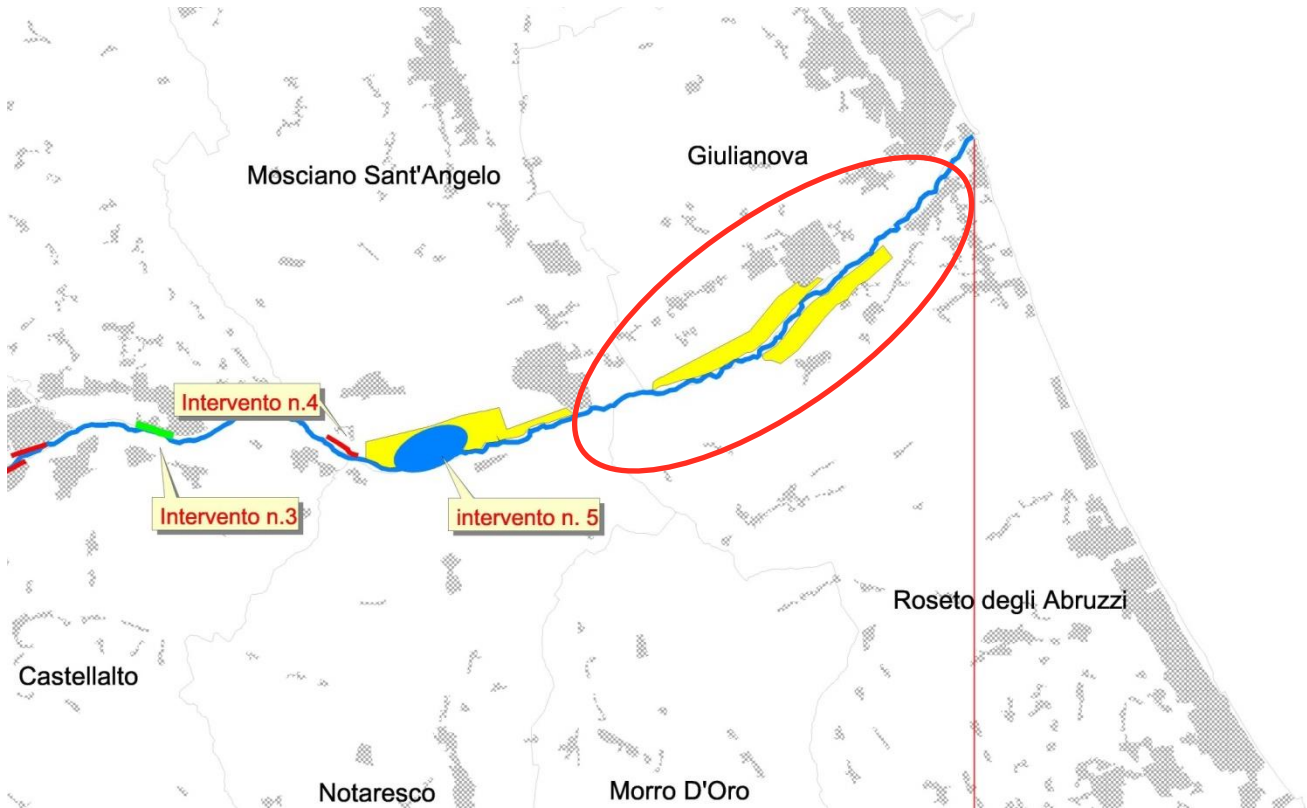 Giulianova
Mosciano Sant'Angelo
Intervento n.4
Intervento n.3
intervento n. 5
Roseto degli Abruzzi
Castellalto
Notaresco
Morro D'Oro